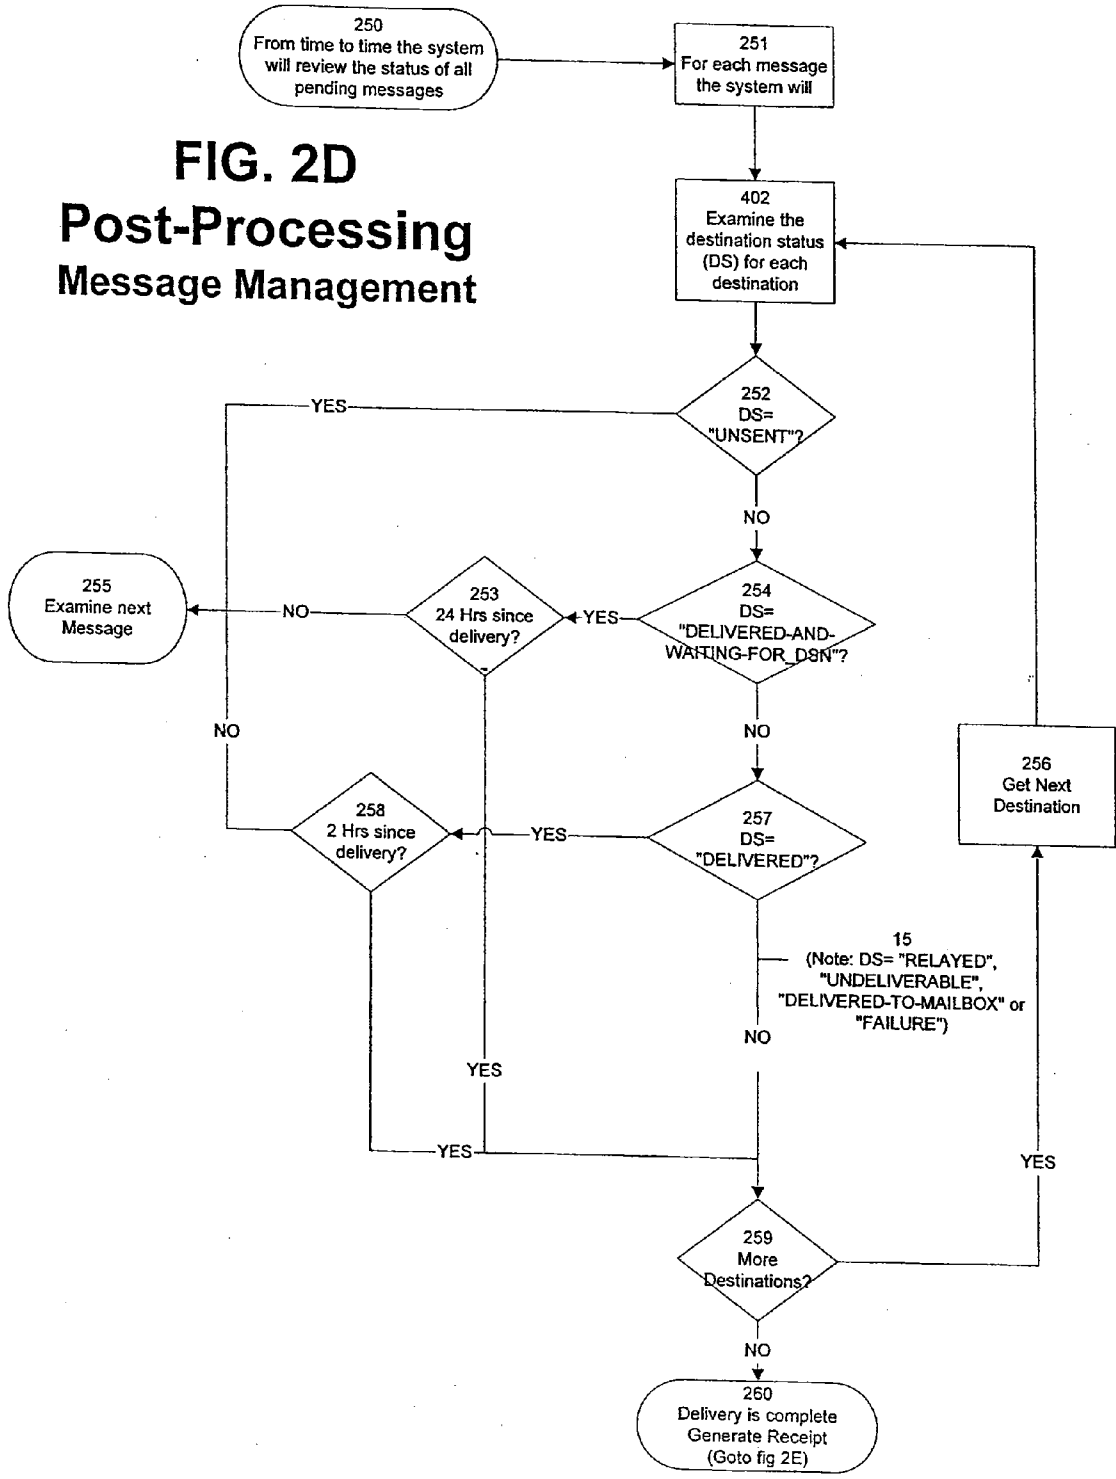 250
From time to time the system
will review the status of all
pending messages
251
For each message
the system will
FIG. 2D
Post-Processing
Message Management
402
Examine the
destination status
(DS) for each
destination
252
DS=
"UNSENT"?
YES
NO
255
Examine next
Message
NO
253
24 Hrs since
delivery?
YES
254
DS=
"DELIVERED-AND-
WAITING-FOR_DSN"?
NO
NO
256
Get Next
Destination
258
2 Hrs since
delivery?
YES
257
DS=
"DELIVERED"?
15
(Note: DS= "RELAYED",
"UNDELIVERABLE",
"DELIVERED-TO-MAILBOX" or
"FAILURE")
NO
YES
YES
YES
259
More
Destinations?
NO
260
Delivery is complete
Generate Receipt
(Goto fig 2E)